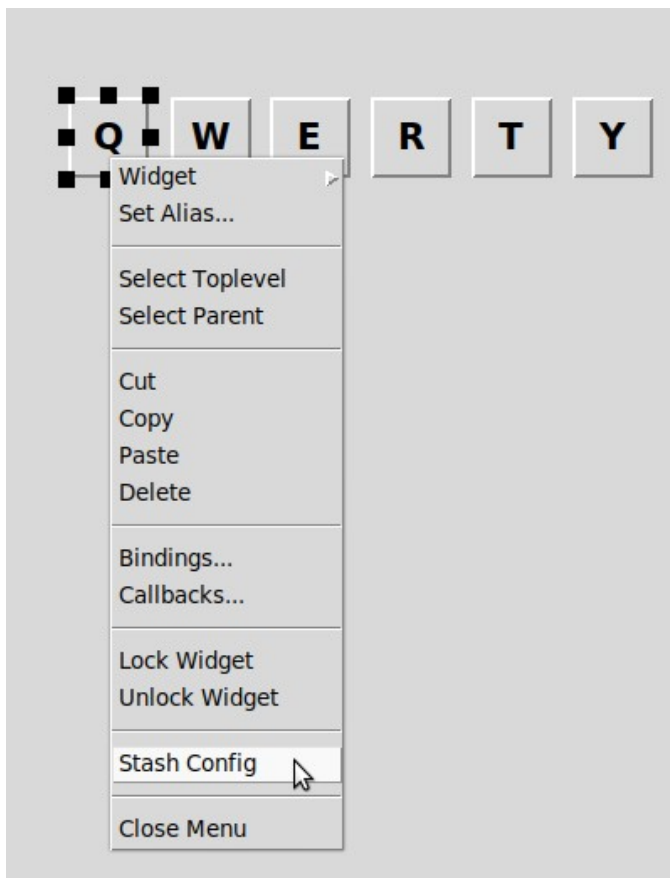 Q W E R T Y
Widget
Set Alias...
Select Toplevel
Select Parent
Cut
Copy
Paste
Delete
Bindings...
Callbacks...
Lock Widget
Unlock Widget
Stash Config
Close Menu